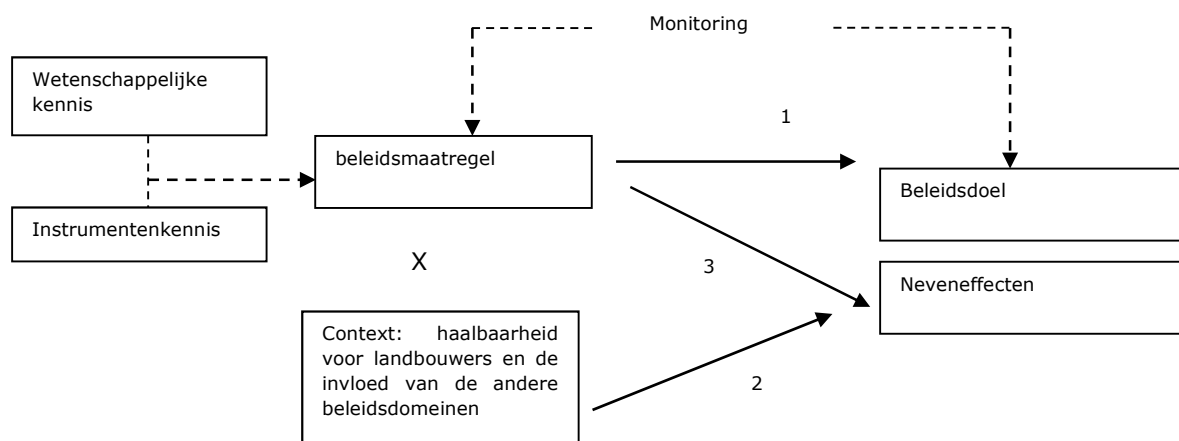 Monitoring
Wetenschappelijke
kennis
1
beleidsmaatregel
Beleidsdoel
Instrumentenkennis
X
3
Neveneffecten
Context: haalbaarheid
voor landbouwers en de
invloed van de andere
beleidsdomeinen
2